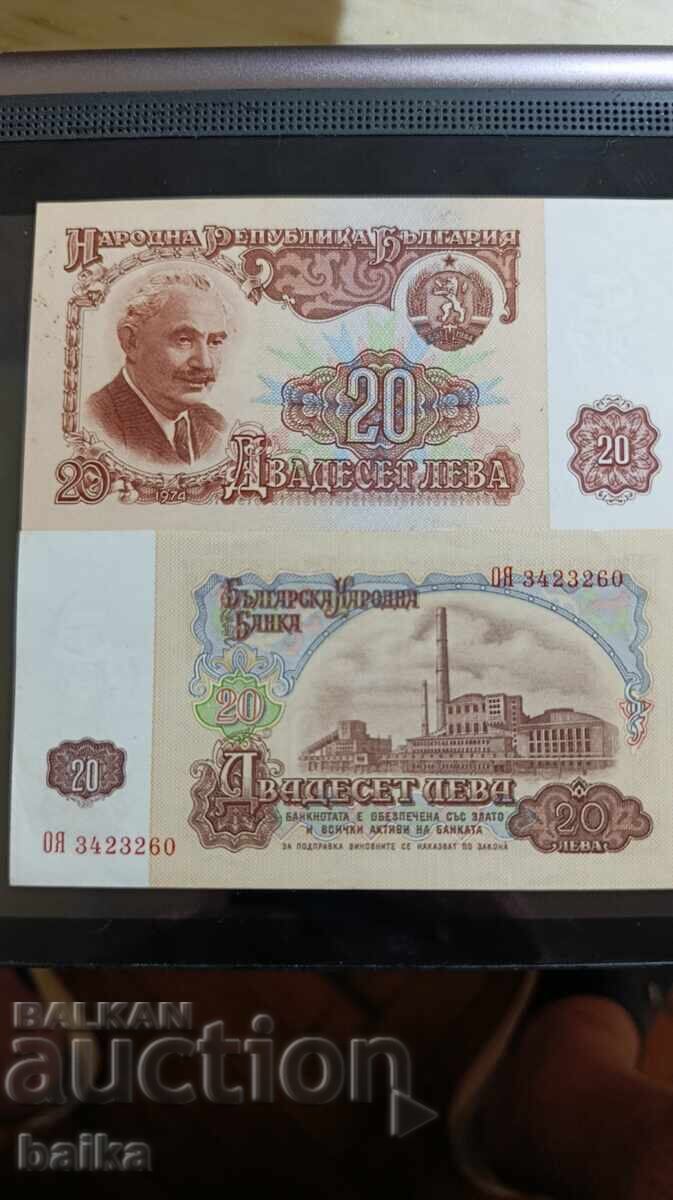 Народна Република България
20
20
20
1974
Двадесет лева
ОЯ 3423260
Българска Народна
Банка
20
20
Двадесет лева
БАНКНОТАТА Е ОБЕЗПЕЧЕНА СЪС ЗЛАТО
И ВСИЧКИ АКТИВИ НА БАНКАТА
20
ЛЕВА
ОЯ 3423260
ЗА ПОДПРАВКА ВИНОВНИТЕ СЕ НАКАЗВАТ ПО ЗАКОНА
BALKAN
auction
baika